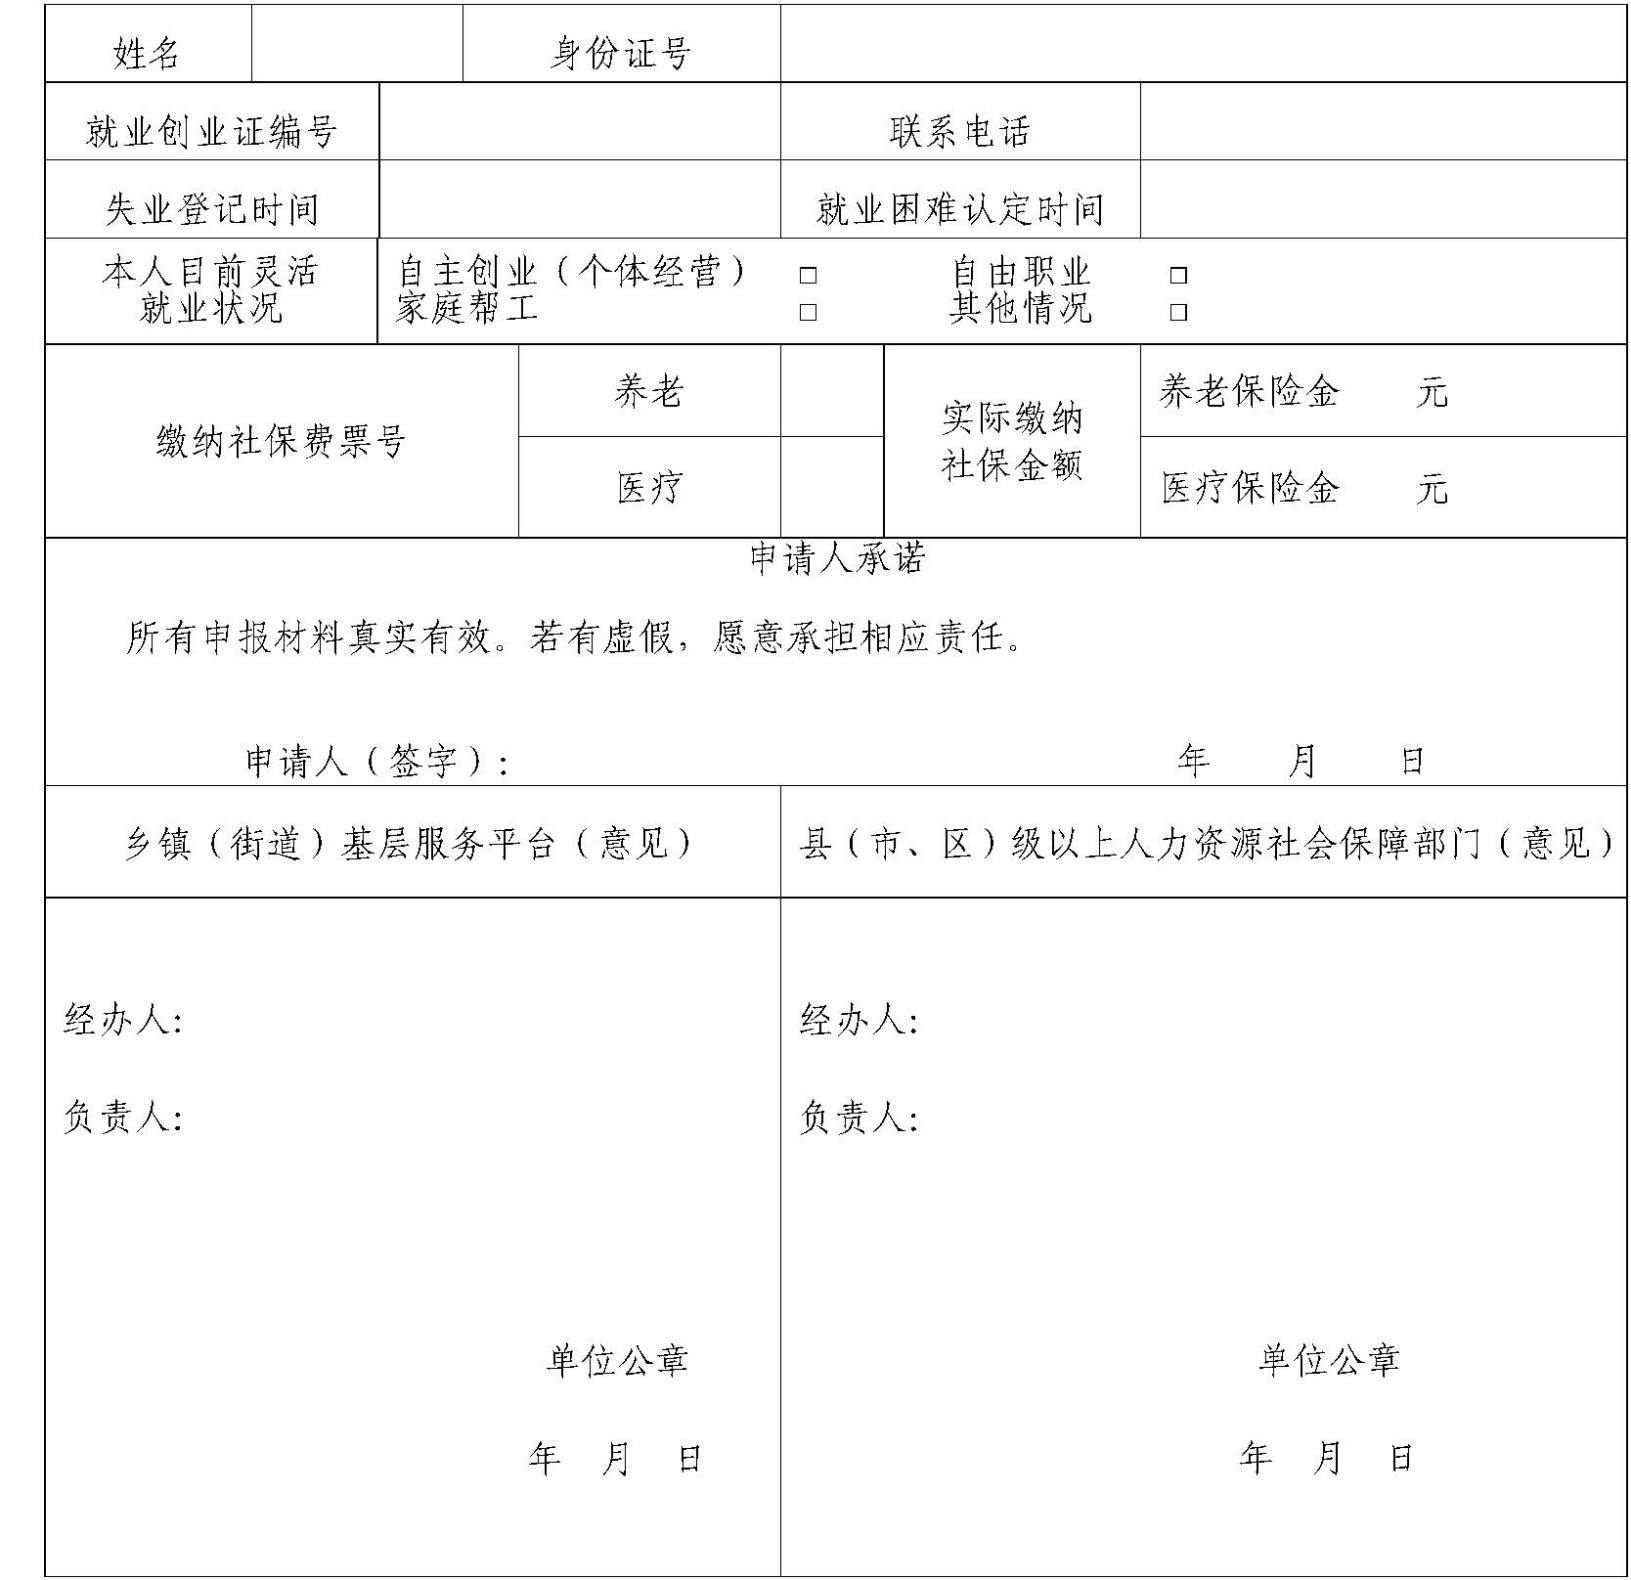 姓名 身份证号
就业创业证编号 联系电话
失业登记时间 就业困难认定时间
本人目前灵活
就业状况
自主创业（个体经营） □ 自由职业 □
家庭帮工 □ 其他情况 □
缴纳社保费票号
养老
医疗
实际缴纳
社保金额
养老保险金 元
医疗保险金 元
申请人承诺
所有申报材料真实有效。若有虚假，愿意承担相应责任。
申请人（签字）： 年 月 日
乡镇（街道）基层服务平台（意见） 县（市、区）级以上人力资源社会保障部门（意见）
经办人：
负责人：
单位公章
年 月 日
经办人：
负责人：
单位公章
年 月 日